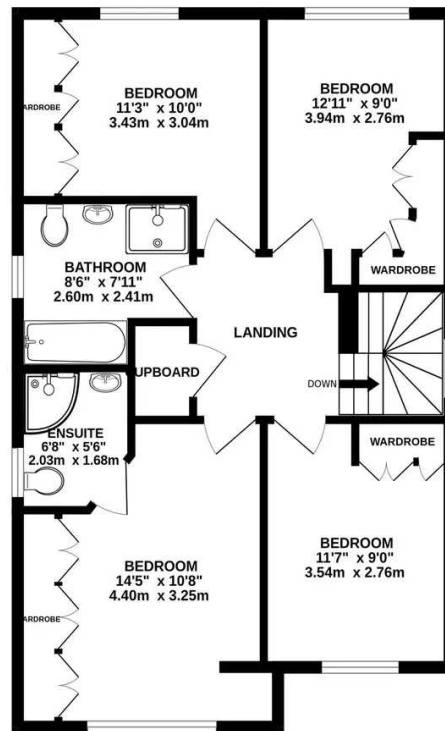 BEDROOM
11'3" x 10'0"
3.43m x 3.04m
ARDROBE
BEDROOM
12'11" x 9'0"
3.94m x 2.76m
WARDROBE
BATHROOM
8'6" x 7'11"
2.60m x 2.41m
LANDING
UPBOARD
DOWN
ENSUITE
6'8" x 5'6"
2.03m x 1.68m
WARDROBE
BEDROOM
11'7" x 9'0"
3.54m x 2.76m
BEDROOM
14'5" x 10'8"
4.40m x 3.25m
ARDROBE